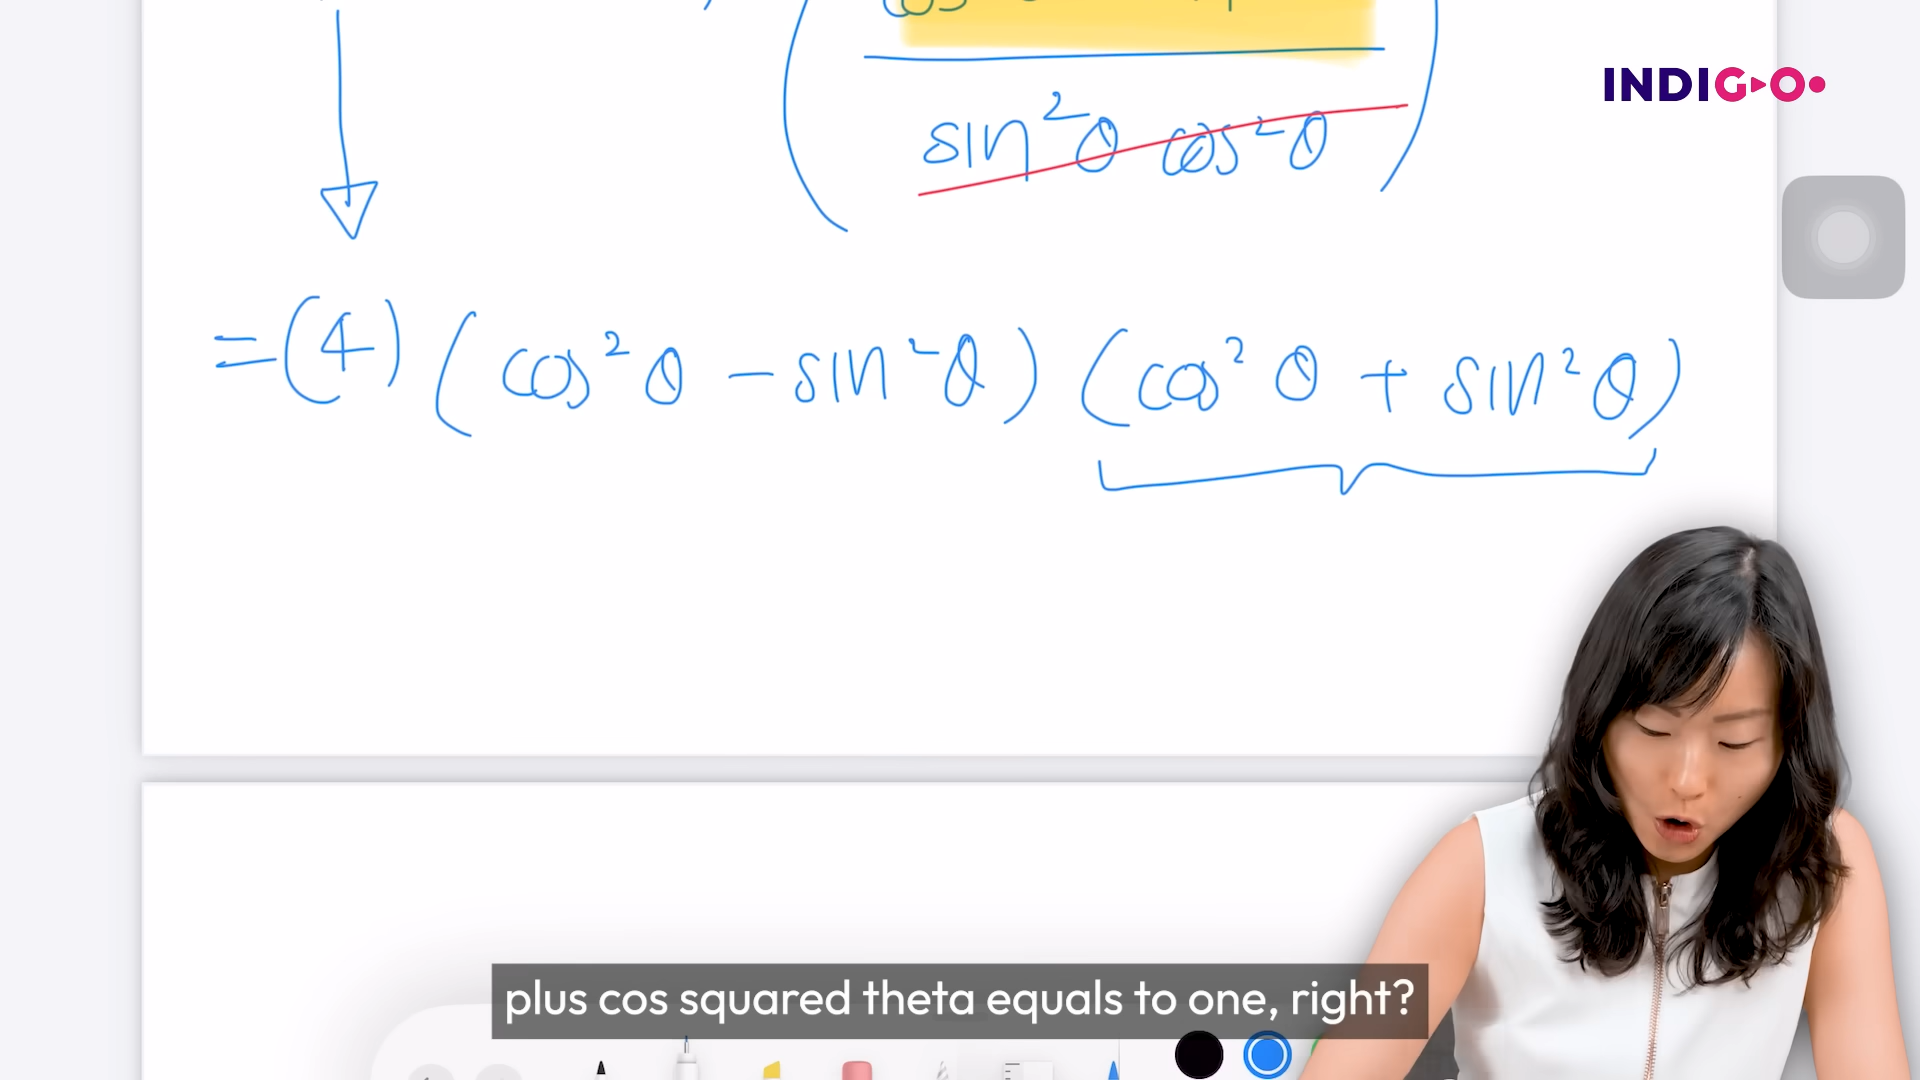 INDIGO
sin²θ cos²θ
= (4) (cos²θ − sin²θ) (cos²θ + sin²θ)
plus cos squared theta equals to one, right?